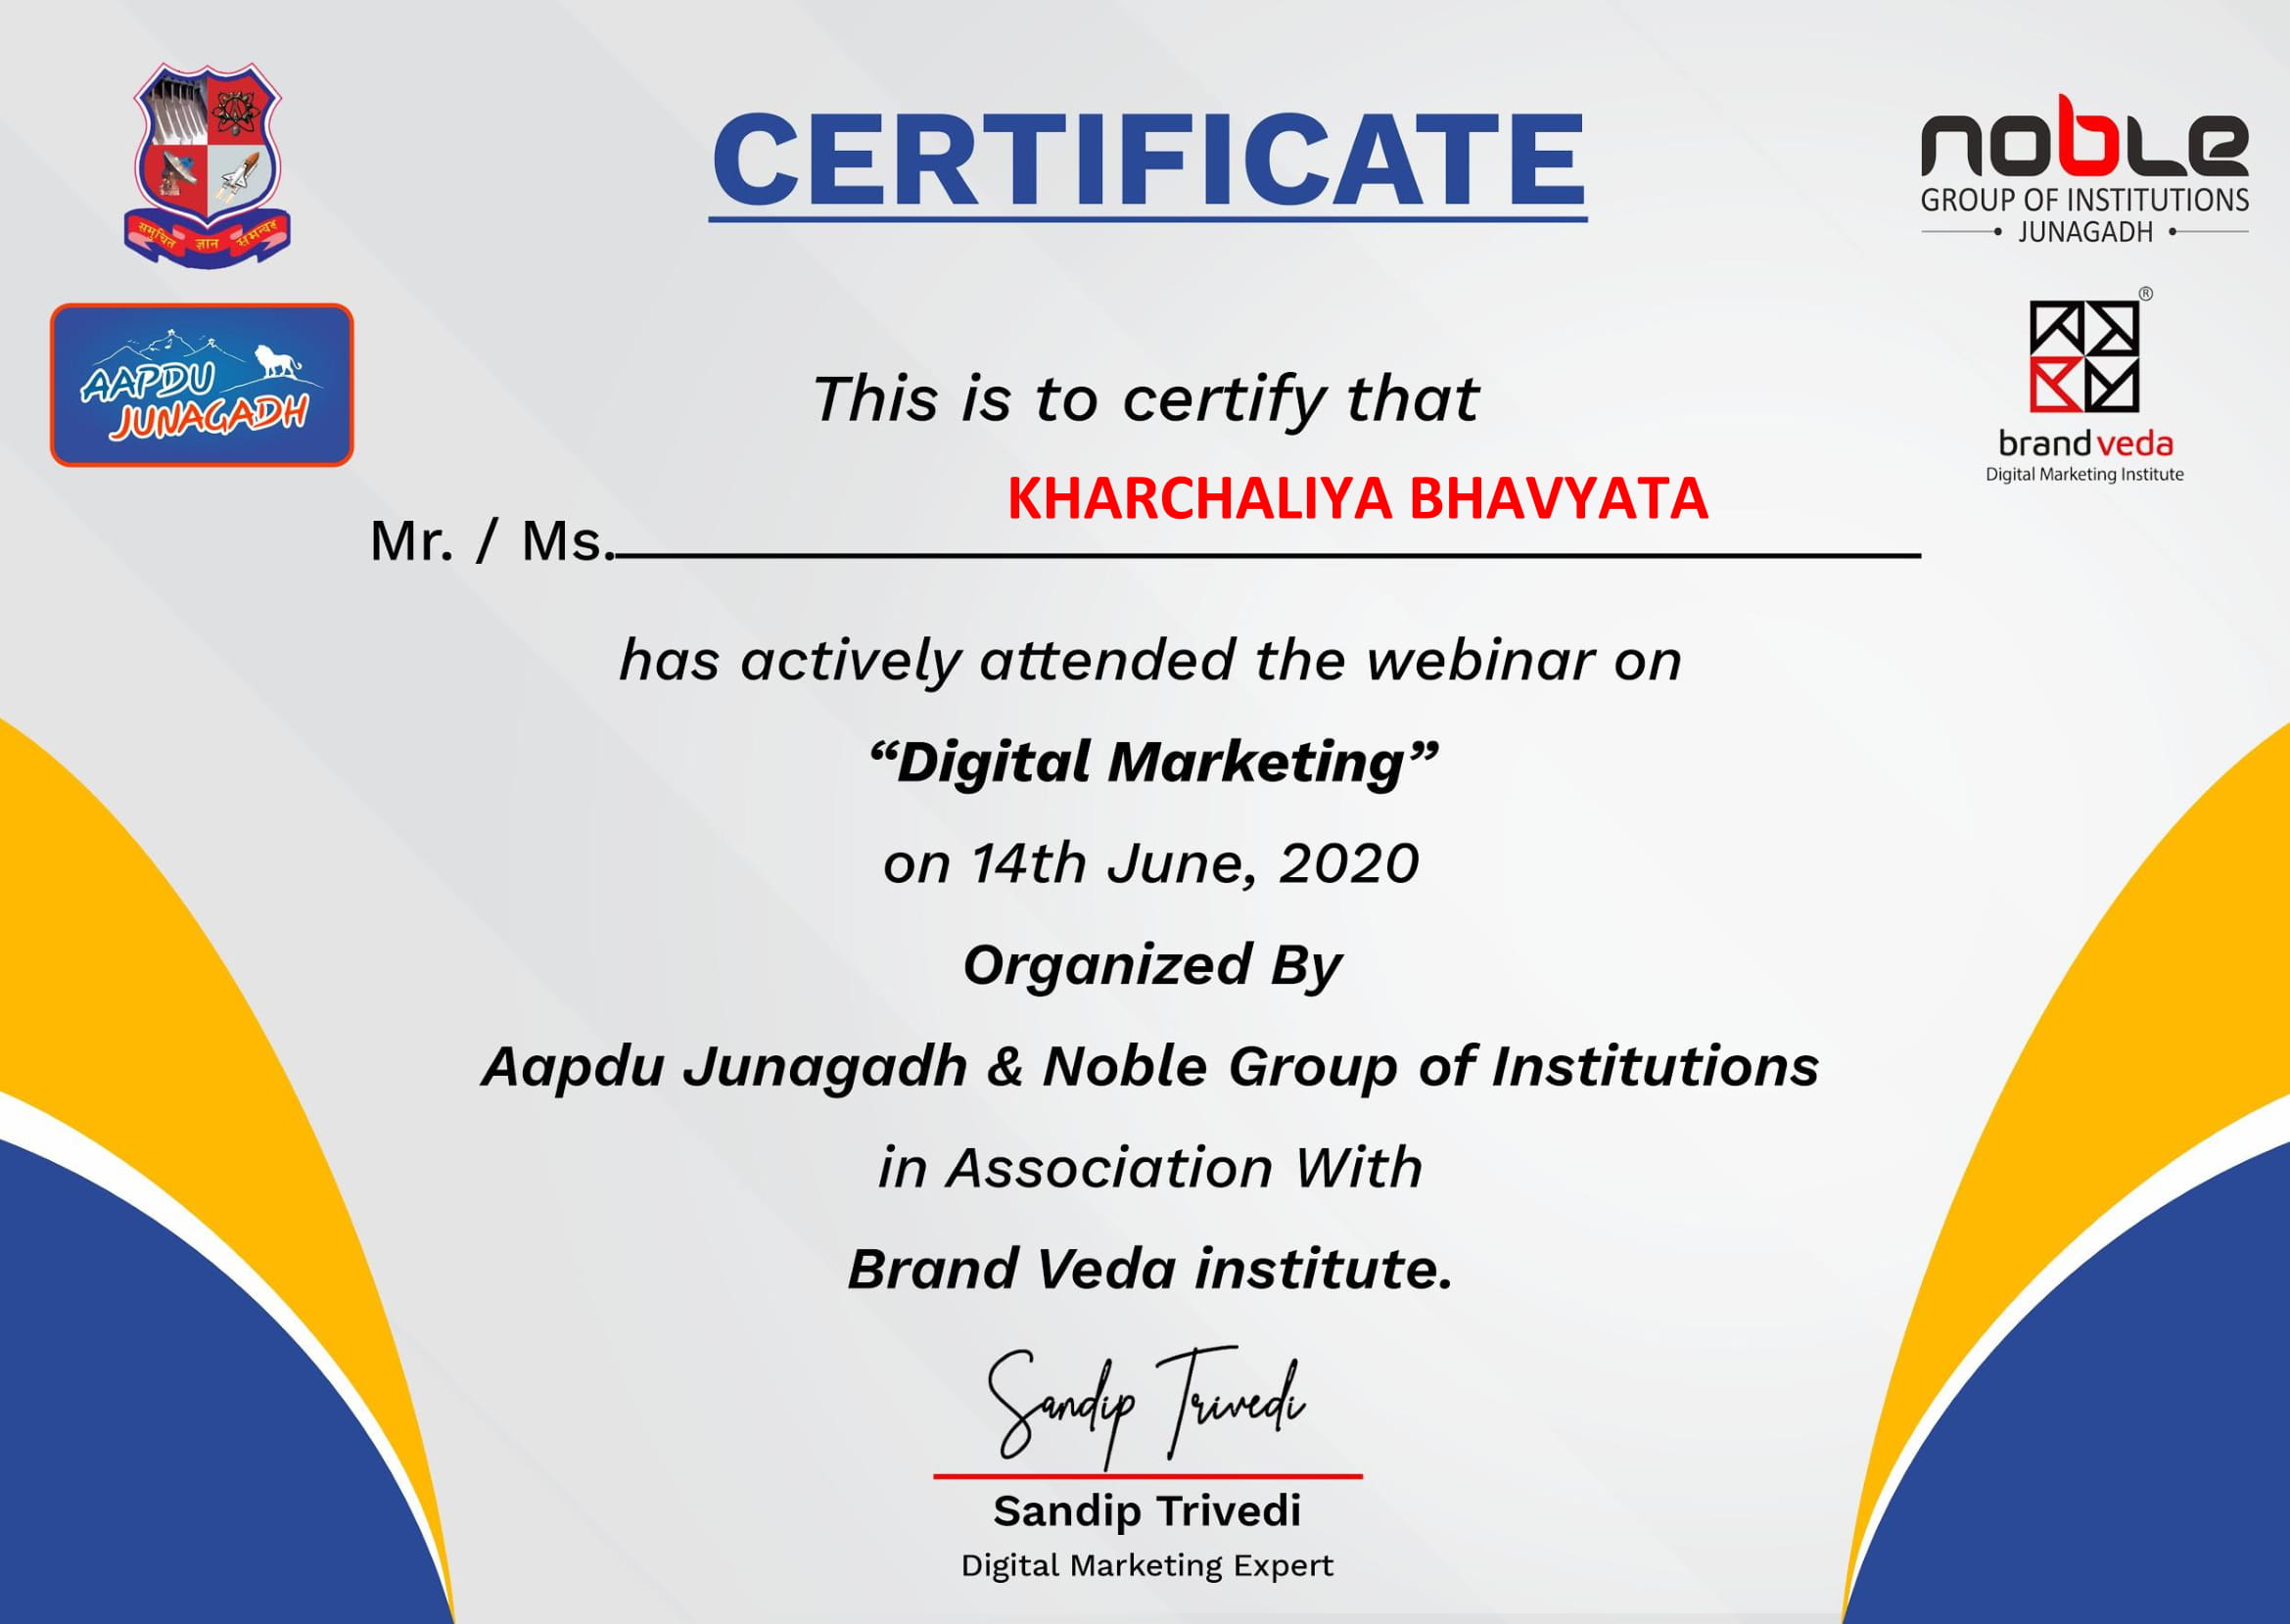 समुचित ज्ञान समन्वय
CERTIFICATE
noble
GROUP OF INSTITUTIONS
JUNAGADH
AAPDU
JUNAGADH
®
brand veda
Digital Marketing Institute
This is to certify that
KHARCHALIYA BHAVYATA
Mr. / Ms.
has actively attended the webinar on
“Digital Marketing”
on 14th June, 2020
Organized By
Aapdu Junagadh & Noble Group of Institutions
in Association With
Brand Veda institute.
Sandip Trivedi
Sandip Trivedi
Digital Marketing Expert